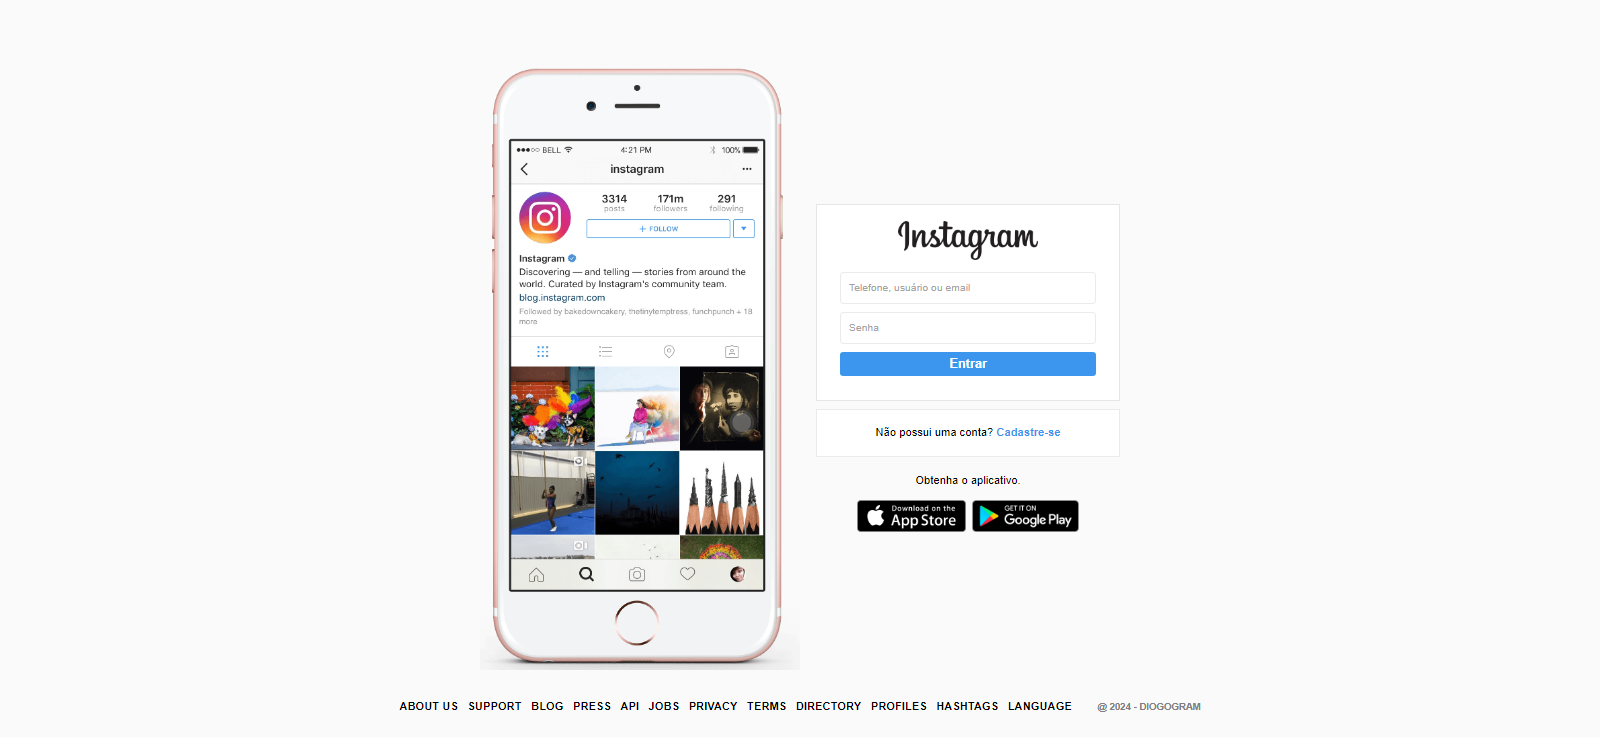 BELL 4:21 PM 100%
instagram
3314 171m 291
posts followers following
+ FOLLOW
Instagram
Discovering — and telling — stories from around the
world. Curated by Instagram's community team.
blog.instagram.com
Followed by bakedowncakery, thetinytemptress, funchpunch + 18
more
Instagram
Telefone, usuário ou email
Senha
Entrar
Não possui uma conta? Cadastre-se
Obtenha o aplicativo.
Download on the
App Store
GET IT ON
Google Play
ABOUT US SUPPORT BLOG PRESS API JOBS PRIVACY TERMS DIRECTORY PROFILES HASHTAGS LANGUAGE @ 2024 - DIOGOGRAM